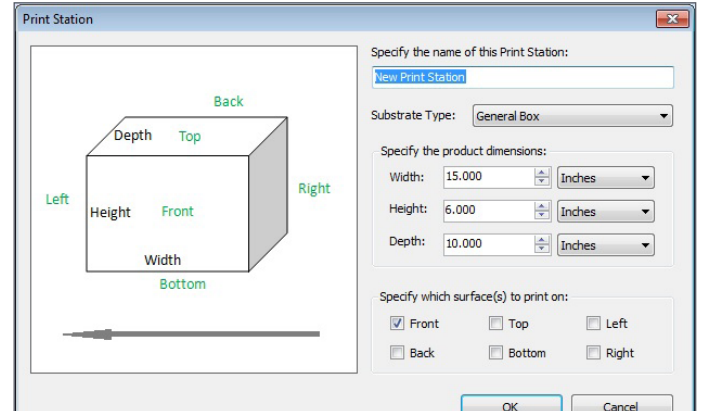 Print Station
Specify the name of this Print Station:
New Print Station
Back
Substrate Type: General Box
Depth Top
Specify the product dimensions:
Width: 15.000 Inches
Left Right
Height Front
Height: 6.000 Inches
Depth: 10.000 Inches
Width
Bottom
Specify which surface(s) to print on:
Front Top Left
Back Bottom Right
OK Cancel